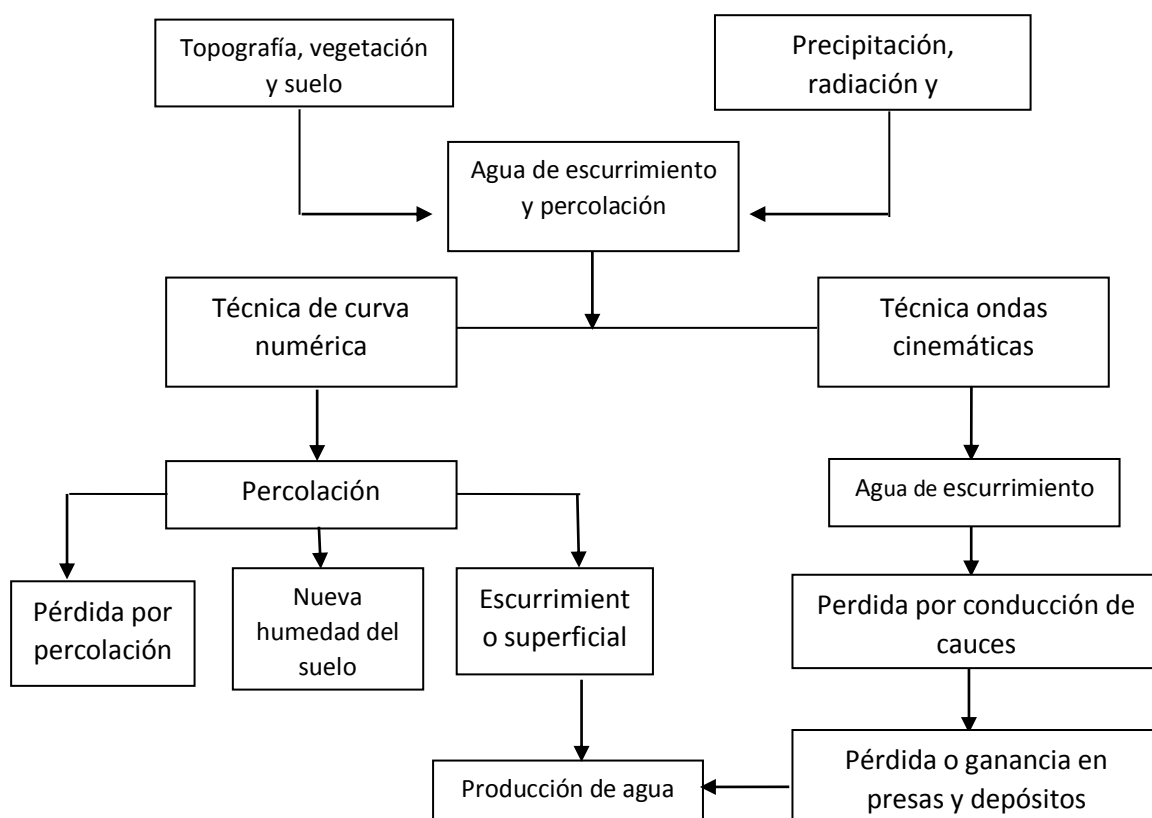 Topografía, vegetación
y suelo
Precipitación,
radiación y
Agua de escurrimiento
y percolación
Técnica de curva
numérica
Técnica ondas
cinemáticas
Percolación
Agua de escurrimiento
Pérdida por
percolación
Nueva
humedad del
suelo
Escurrimient
o superficial
Perdida por conducción de
cauces
Producción de agua
Pérdida o ganancia en
presas y depósitos